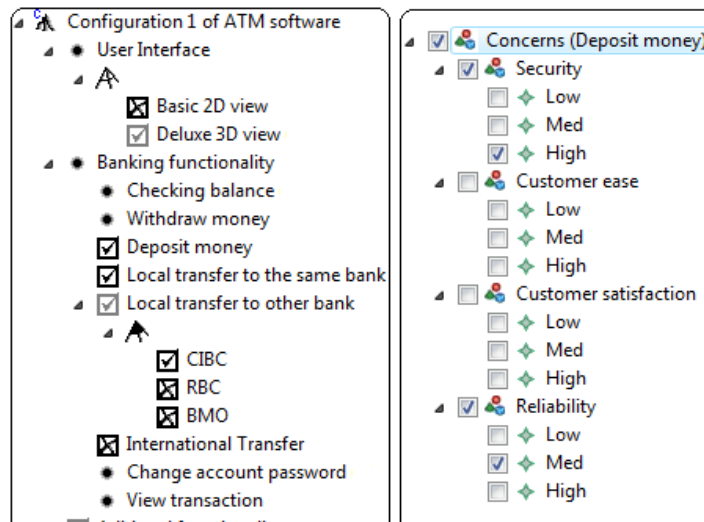 Configuration 1 of ATM software
User Interface
Basic 2D view
Deluxe 3D view
Banking functionality
Checking balance
Withdraw money
Deposit money
Local transfer to the same bank
Local transfer to other bank
CIBC
RBC
BMO
International Transfer
Change account password
View transaction
Concerns (Deposit money)
Security
Low
Med
High
Customer ease
Low
Med
High
Customer satisfaction
Low
Med
High
Reliability
Low
Med
High